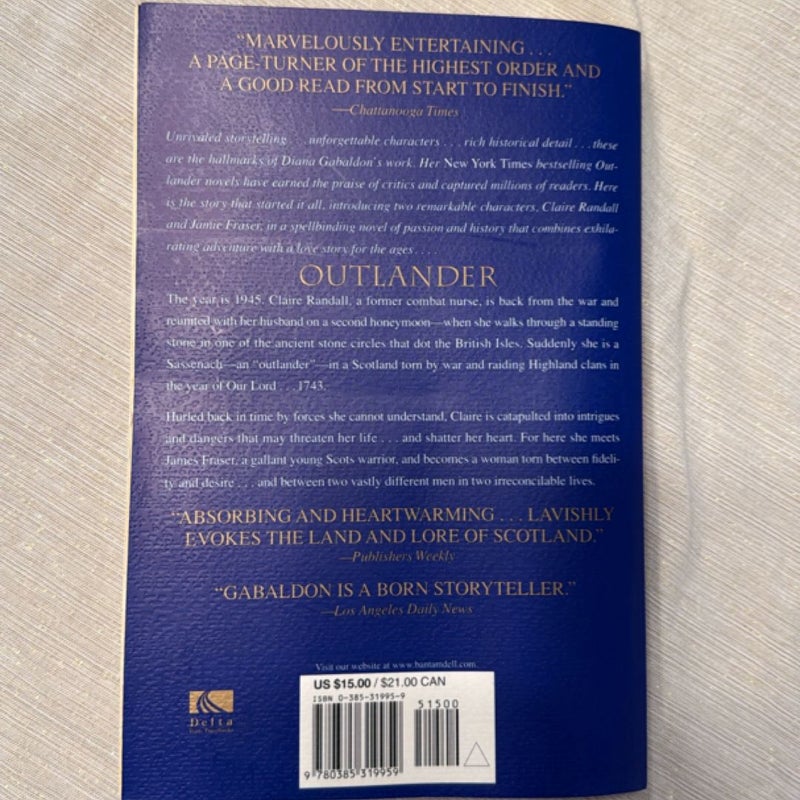 “MARVELOUSLY ENTERTAINING . . .
A PAGE-TURNER OF THE HIGHEST ORDER AND
A GOOD READ FROM START TO FINISH.”
—Chattanooga Times
Unrivaled storytelling . . . unforgettable characters . . . rich historical detail . . . these
are the hallmarks of Diana Gabaldon’s work. Her New York Times bestselling Out-
lander novels have earned the praise of critics and captured millions of readers. Here
is the story that started it all, introducing two remarkable characters, Claire Randall
and Jamie Fraser, in a spellbinding novel of passion and history that combines exhila-
rating adventure with a love story for the ages . . . .
OUTLANDER
The year is 1945. Claire Randall, a former combat nurse, is back from the war and
reunited with her husband on a second honeymoon—when she walks through a standing
stone in one of the ancient stone circles that dot the British Isles. Suddenly she is a
Sassenach—an “outlander”—in a Scotland torn by war and raiding Highland clans in
the year of Our Lord . . . 1743.
Hurled back in time by forces she cannot understand, Claire is catapulted into intrigues
and dangers that may threaten her life . . . and shatter her heart. For here she meets
James Fraser, a gallant young Scots warrior, and becomes a woman torn between fideli-
ty and desire . . . and between two vastly different men in two irreconcilable lives.
“ABSORBING AND HEARTWARMING . . . LAVISHLY
EVOKES THE LAND AND LORE OF SCOTLAND.”
—Publishers Weekly
“GABALDON IS A BORN STORYTELLER.”
—Los Angeles Daily News
Visit our website at www.bantamdell.com.
US $15.00 / $21.00 CAN
ISBN 0-385-31995-9
51500
9 780385 319959
Delta